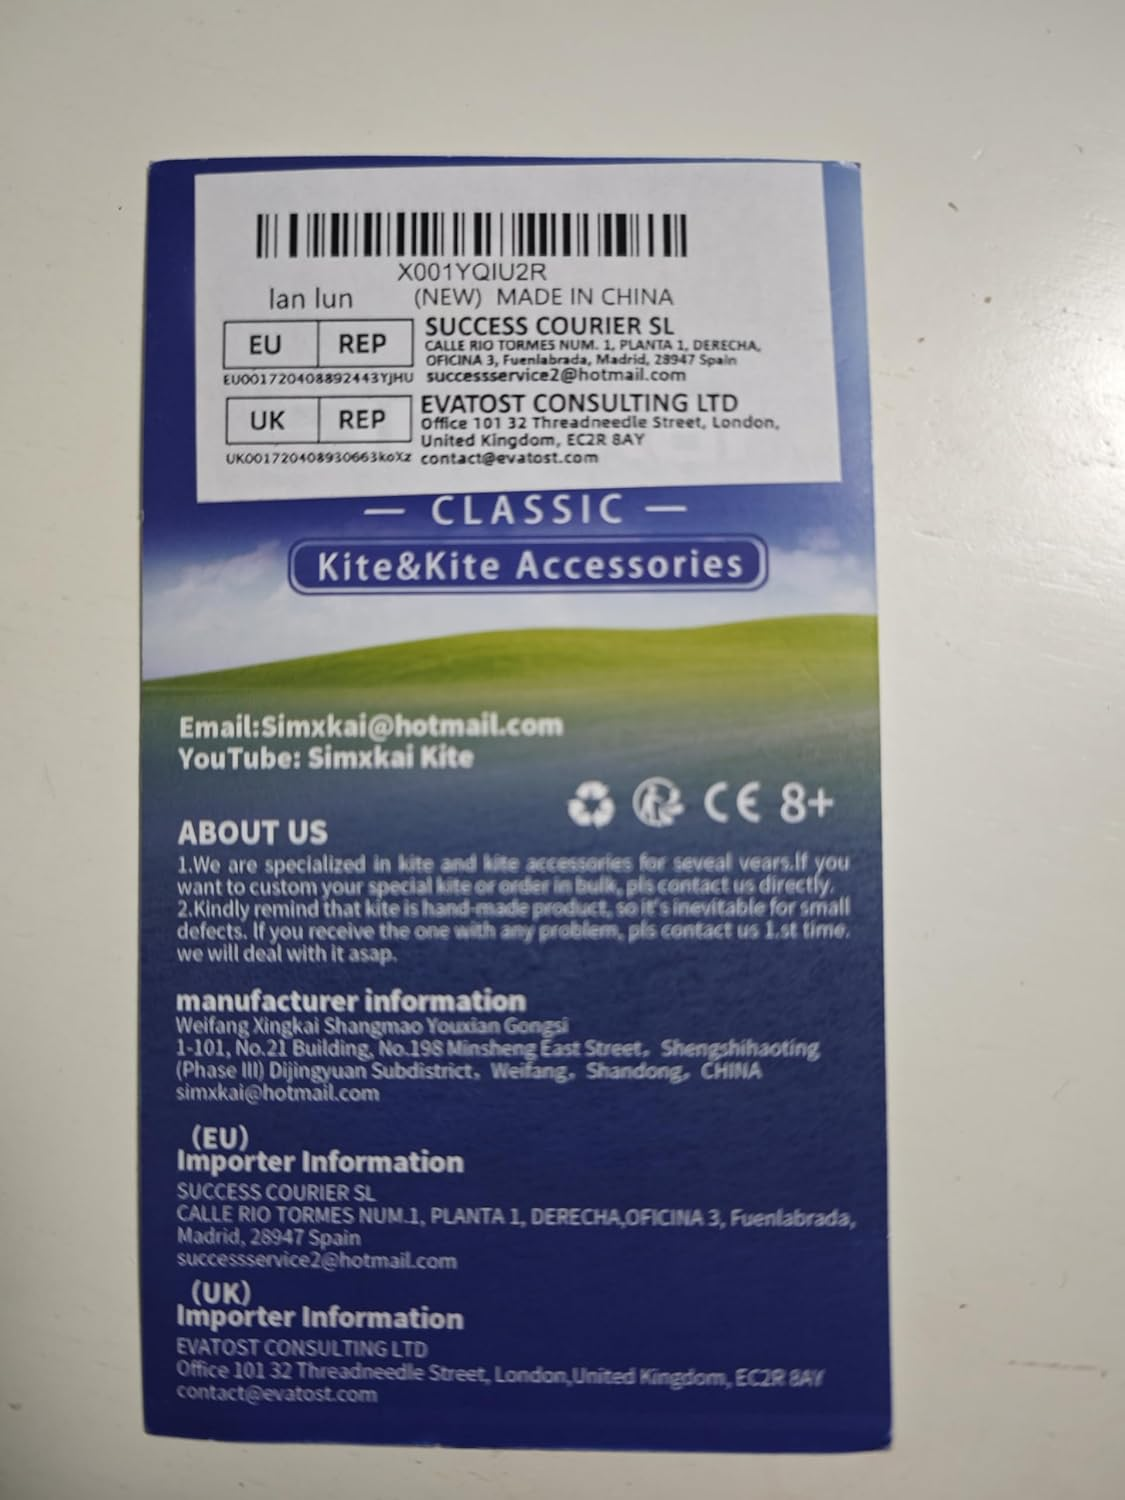 X001YQIU2R
lan lun (NEW) MADE IN CHINA
EU REP
SUCCESS COURIER SL
CALLE RIO TORMES NUM. 1, PLANTA 1, DERECHA,
OFICINA 3, Fuenlabrada, Madrid, 28947 Spain
EU001720408892443YJHU successservice2@hotmail.com
UK REP
EVATOST CONSULTING LTD
Office 101 32 Threadneedle Street, London,
United Kingdom, EC2R 8AY
UK001720408930663koXz contact@evatost.com
— CLASSIC —
Kite&Kite Accessories
Email:Simxkai@hotmail.com
YouTube: Simxkai Kite
CE 8+
ABOUT US
1.We are specialized in kite and kite accessories for seveal vears.If you
want to custom your special kite or order in bulk, pls contact us directly.
2.Kindly remind that kite is hand-made product, so it's inevitable for small
defects. If you receive the one with any problem, pls contact us 1.st time.
we will deal with it asap.
manufacturer information
Weifang Xingkai Shangmao Youxian Gongsi
1-101, No.21 Building, No.198 Minsheng East Street，Shengshihaoting
(Phase III) Dijingyuan Subdistrict，Weifang，Shandong，CHINA
simxkai@hotmail.com
（EU）
Importer Information
SUCCESS COURIER SL
CALLE RIO TORMES NUM.1, PLANTA 1, DERECHA,OFICINA 3, Fuenlabrada,
Madrid, 28947 Spain
successservice2@hotmail.com
（UK）
Importer Information
EVATOST CONSULTING LTD
Office 101 32 Threadneedle Street, London,United Kingdom, EC2R 8AY
contact@evatost.com